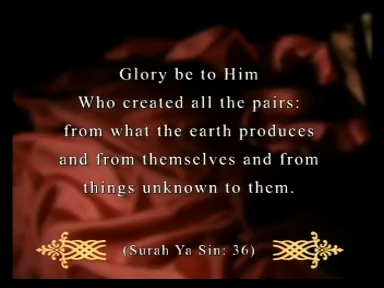 Glory be to Him
Who created all the pairs:
from what the earth produces
and from themselves and from
things unknown to them.
(Surah Ya Sin: 36)